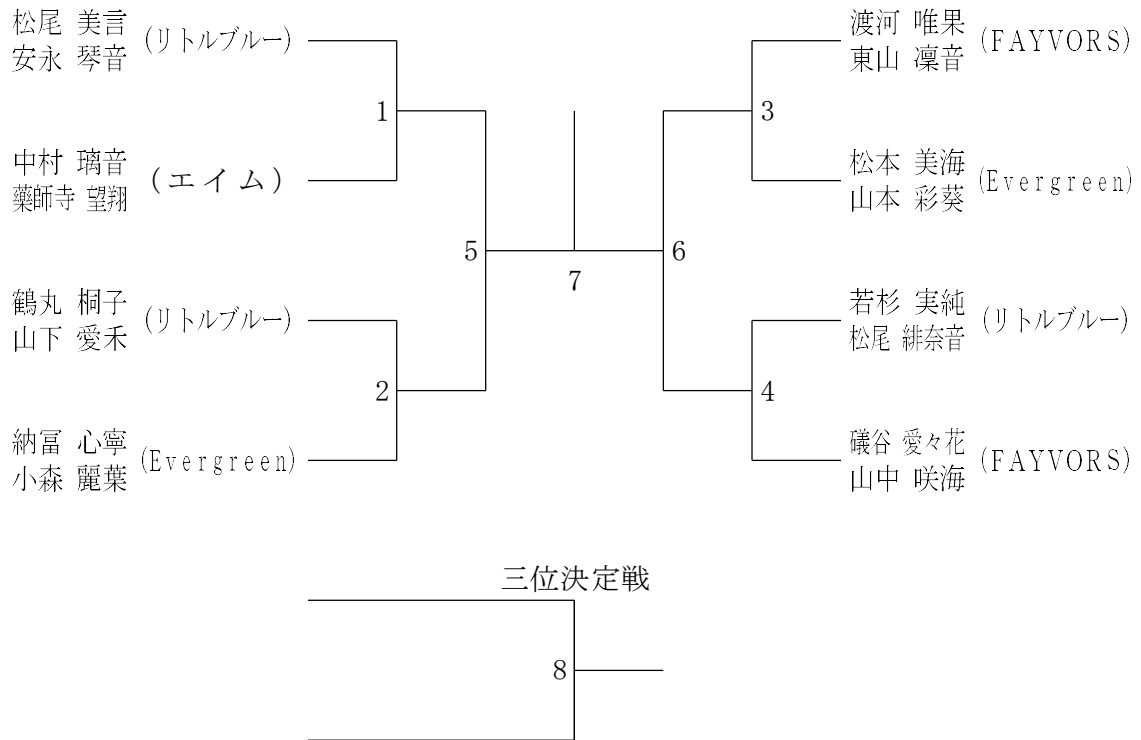 松尾 美言
安永 琴音
(リトルブルー)
1
中村 璃音
薬師寺 望翔
(エイム)
鶴丸 桐子
山下 愛禾
(リトルブルー)
2
納冨 心寧
小森 麗葉
(Evergreen)
5
7
6
渡河 唯果
東山 凜音
(FAYVORS)
3
松本 美海
山本 彩葵
(Evergreen)
若杉 実純
松尾 緋奈音
(リトルブルー)
4
礒谷 愛々花
山中 咲海
(FAYVORS)
三位決定戦
8